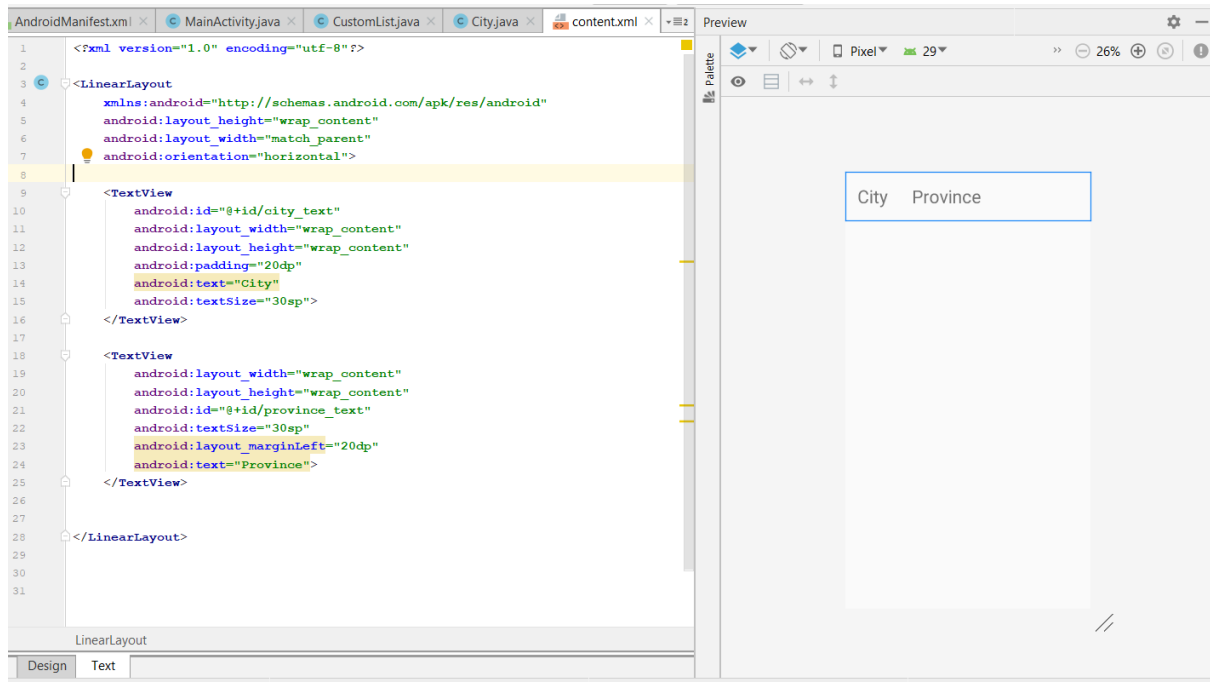 AndroidManifest.xml MainActivity.java CustomList.java City.java content.xml 2 Preview
Palette
Pixel 29 26%
1 <?xml version="1.0" encoding="utf-8"?>
2
3 <LinearLayout
4 xmlns:android="http://schemas.android.com/apk/res/android"
5 android:layout_height="wrap_content"
6 android:layout_width="match_parent"
7 android:orientation="horizontal">
8
9 <TextView
10 android:id="@+id/city_text"
11 android:layout_width="wrap_content"
12 android:layout_height="wrap_content"
13 android:padding="20dp"
14 android:text="City"
15 android:textSize="30sp">
16 </TextView>
17
18 <TextView
19 android:layout_width="wrap_content"
20 android:layout_height="wrap_content"
21 android:id="@+id/province_text"
22 android:textSize="30sp"
23 android:layout_marginLeft="20dp"
24 android:text="Province">
25 </TextView>
26
27
28 </LinearLayout>
29
30
31
City Province
LinearLayout
Design Text